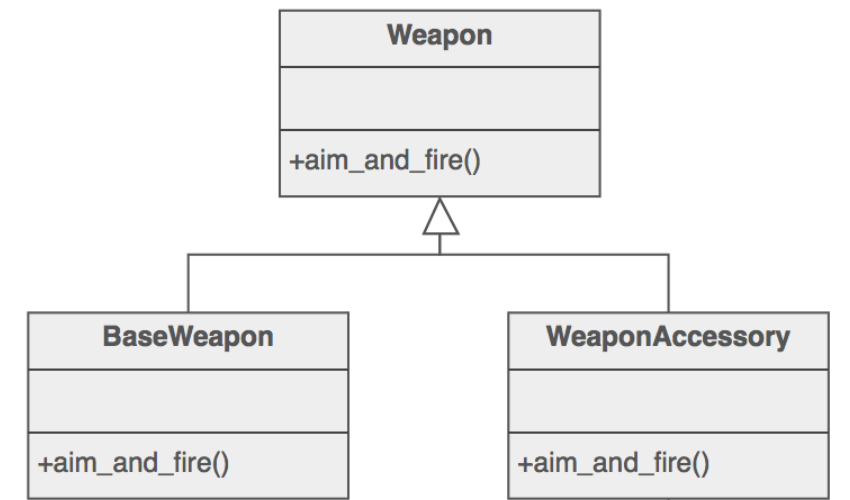 Weapon
+aim_and_fire()
BaseWeapon
WeaponAccessory
+aim_and_fire()
+aim_and_fire()